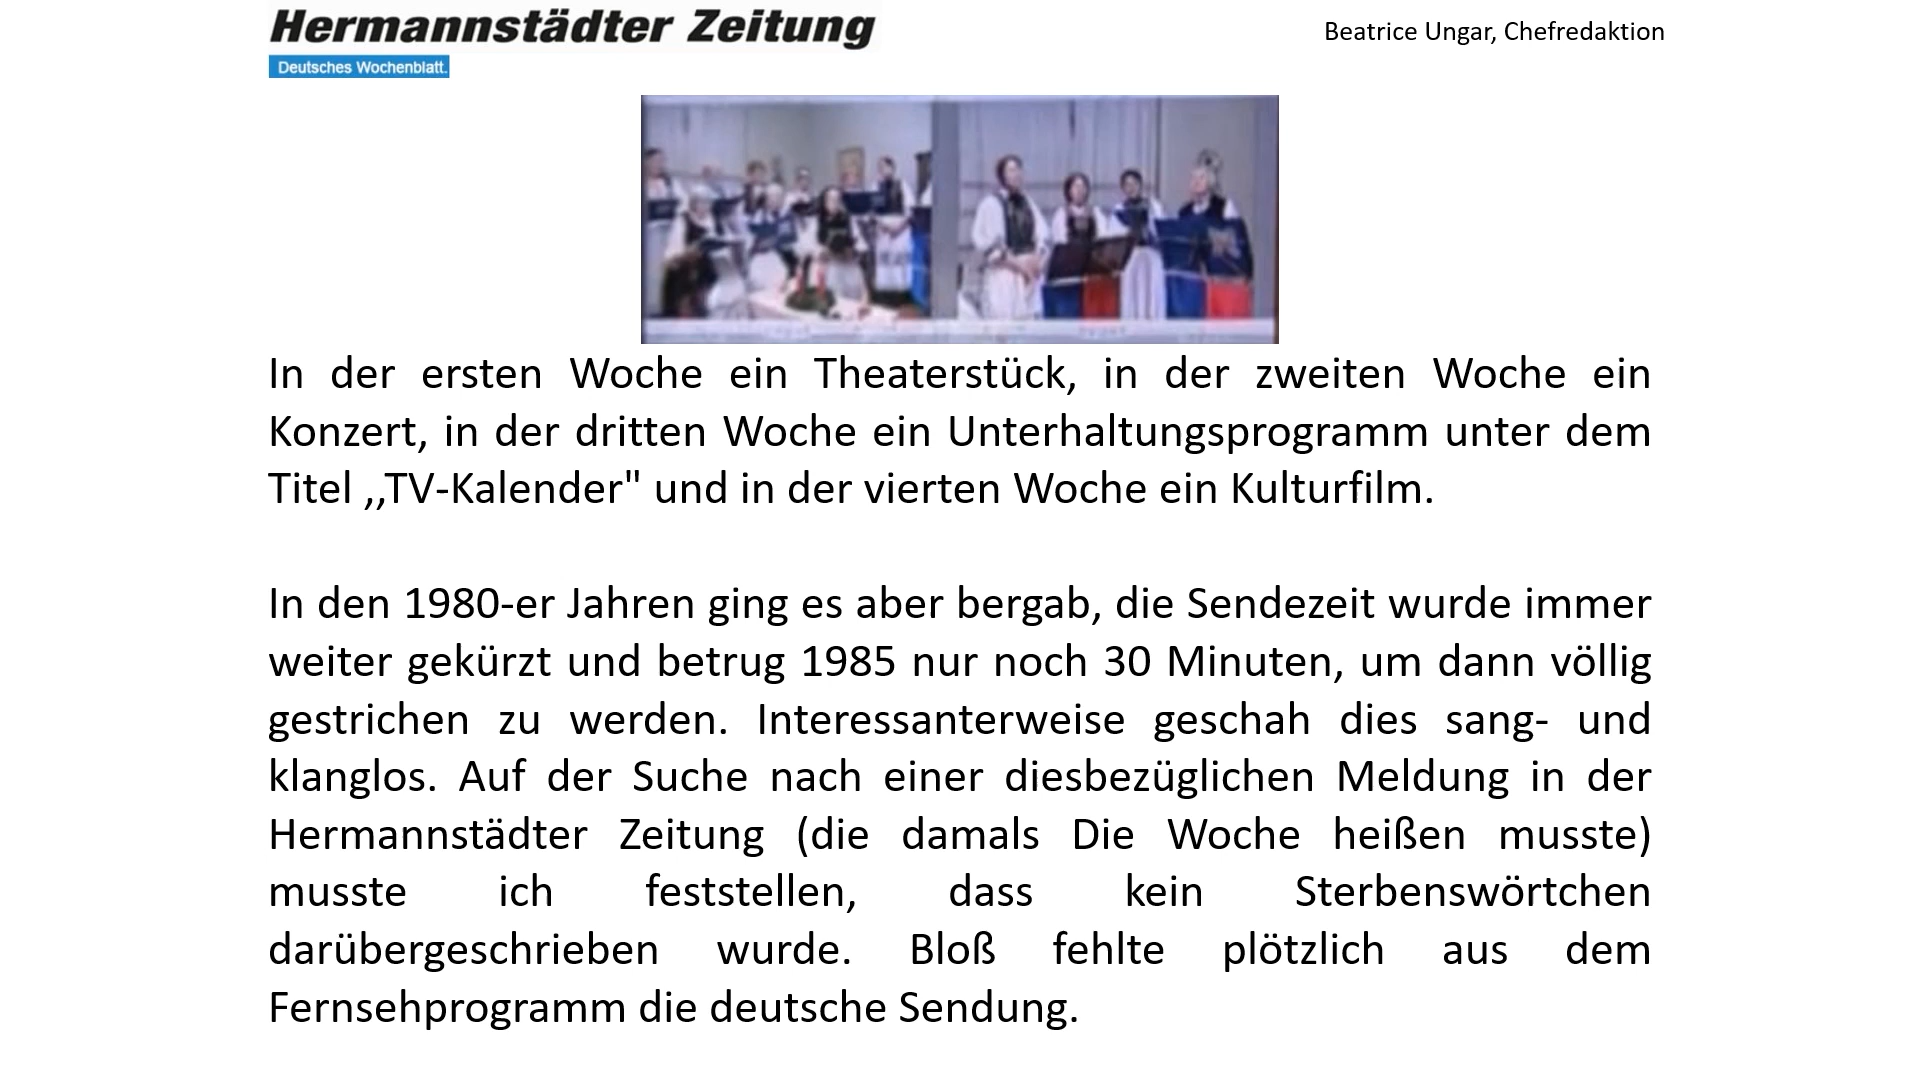 Hermannstädter Zeitung
Beatrice Ungar, Chefredaktion
Deutsches Wochenblatt.
In der ersten Woche ein Theaterstück, in der zweiten Woche ein
Konzert, in der dritten Woche ein Unterhaltungsprogramm unter dem
Titel ,,TV-Kalender" und in der vierten Woche ein Kulturfilm.
In den 1980-er Jahren ging es aber bergab, die Sendezeit wurde immer
weiter gekürzt und betrug 1985 nur noch 30 Minuten, um dann völlig
gestrichen zu werden. Interessanterweise geschah dies sang- und
klanglos. Auf der Suche nach einer diesbezüglichen Meldung in der
Hermannstädter Zeitung (die damals Die Woche heißen musste)
musste ich feststellen, dass kein Sterbenswörtchen
darübergeschrieben wurde. Bloß fehlte plötzlich aus dem
Fernsehprogramm die deutsche Sendung.